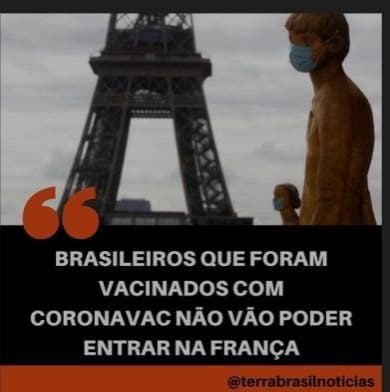 BRASILEIROS QUE FORAM
VACINADOS COM
CORONAVAC NÃO VÃO PODER
ENTRAR NA FRANÇA
@terrabrasilnoticias